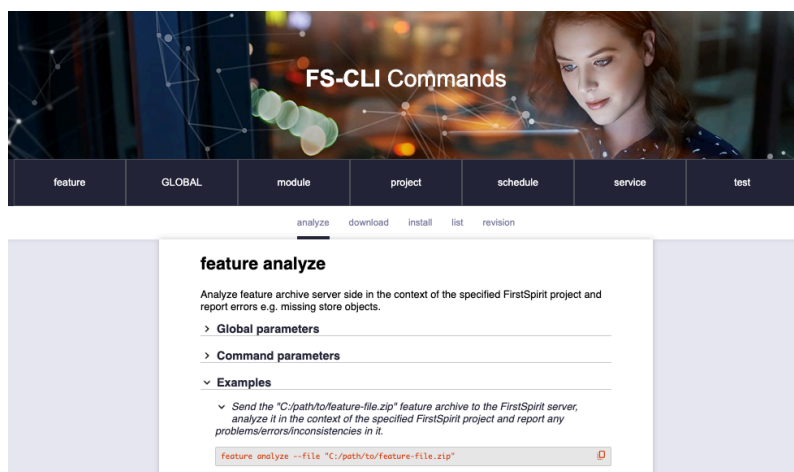 FS-CLI Commands
feature GLOBAL module project schedule service test
analyze download install list revision
feature analyze
Analyze feature archive server side in the context of the specified FirstSpirit project and
report errors e.g. missing store objects.
Global parameters
Command parameters
Examples
Send the "C:/path/to/feature-file.zip" feature archive to the FirstSpirit server,
analyze it in the context of the specified FirstSpirit project and report any
problems/errors/inconsistencies in it.
feature analyze --file "C:/path/to/feature-file.zip"